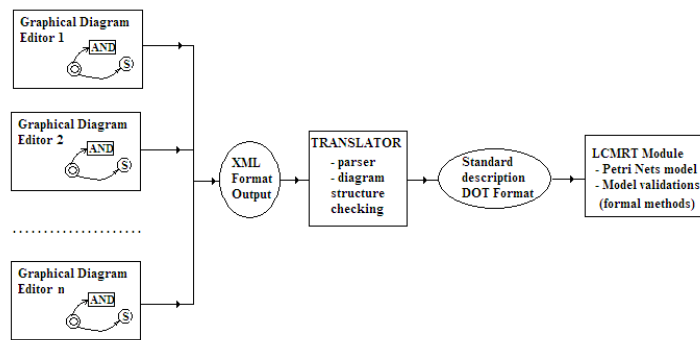 Graphical Diagram
Editor 1
AND
S
Graphical Diagram
Editor 2
AND
S
Graphical Diagram
Editor n
AND
S
XML
Format
Output
TRANSLATOR
- parser
- diagram
structure
checking
Standard
description
DOT Format
LCMRT Module
- Petri Nets model
- Model validations
(formal methods)